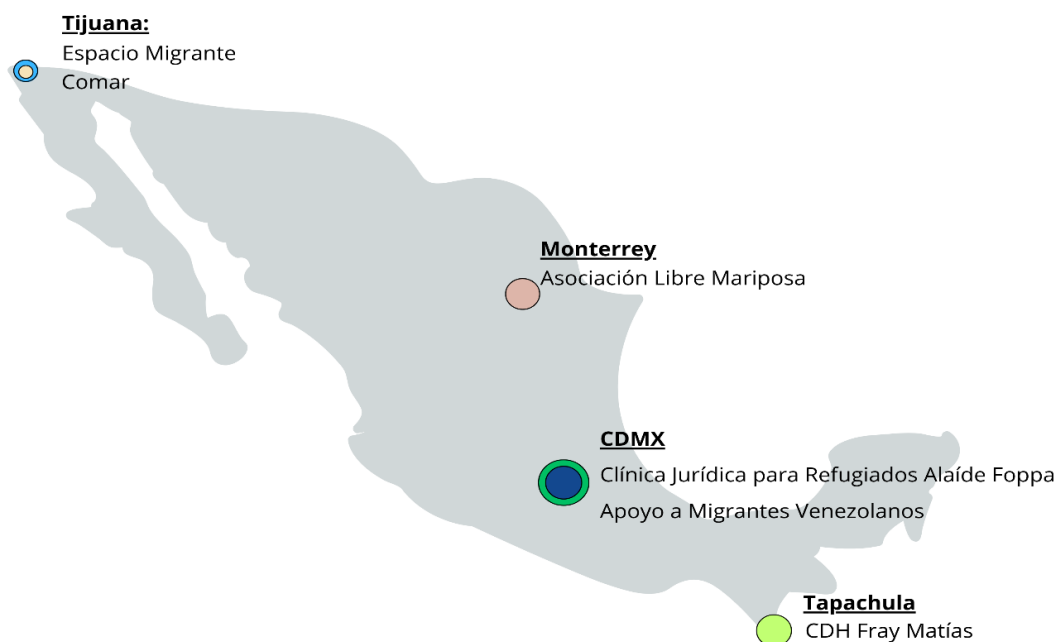 Tijuana:
Espacio Migrante
Comar
Monterrey
Asociación Libre Mariposa
CDMX
Clínica Jurídica para Refugiados Alaíde Foppa
Apoyo a Migrantes Venezolanos
Tapachula
CDH Fray Matías